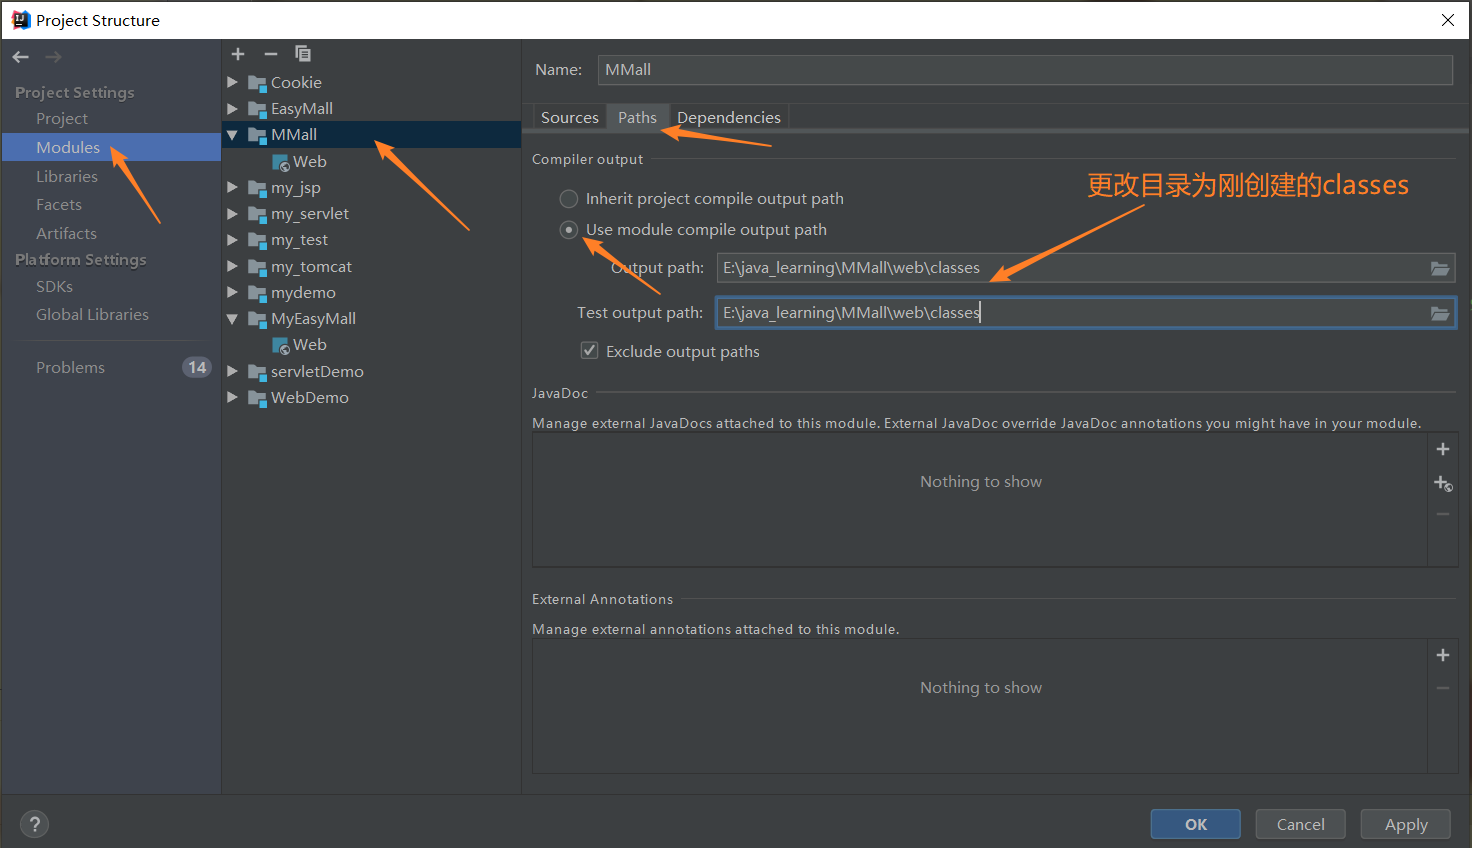 Project Structure
Project Settings
Project
Modules
Libraries
Facets
Artifacts
Platform Settings
SDKs
Global Libraries
Problems 14
Cookie
EasyMall
MMall
Web
my_jsp
my_servlet
my_test
my_tomcat
mydemo
MyEasyMall
Web
servletDemo
WebDemo
Name: MMall
Sources Paths Dependencies
Compiler output
Inherit project compile output path
更改目录为刚创建的classes
Use module compile output path
Output path: E:\java_learning\MMall\web\classes
Test output path: E:\java_learning\MMall\web\classes
Exclude output paths
JavaDoc
Manage external JavaDocs attached to this module. External JavaDoc override JavaDoc annotations you might have in your module.
Nothing to show
External Annotations
Manage external annotations attached to this module.
Nothing to show
?
OK Cancel Apply